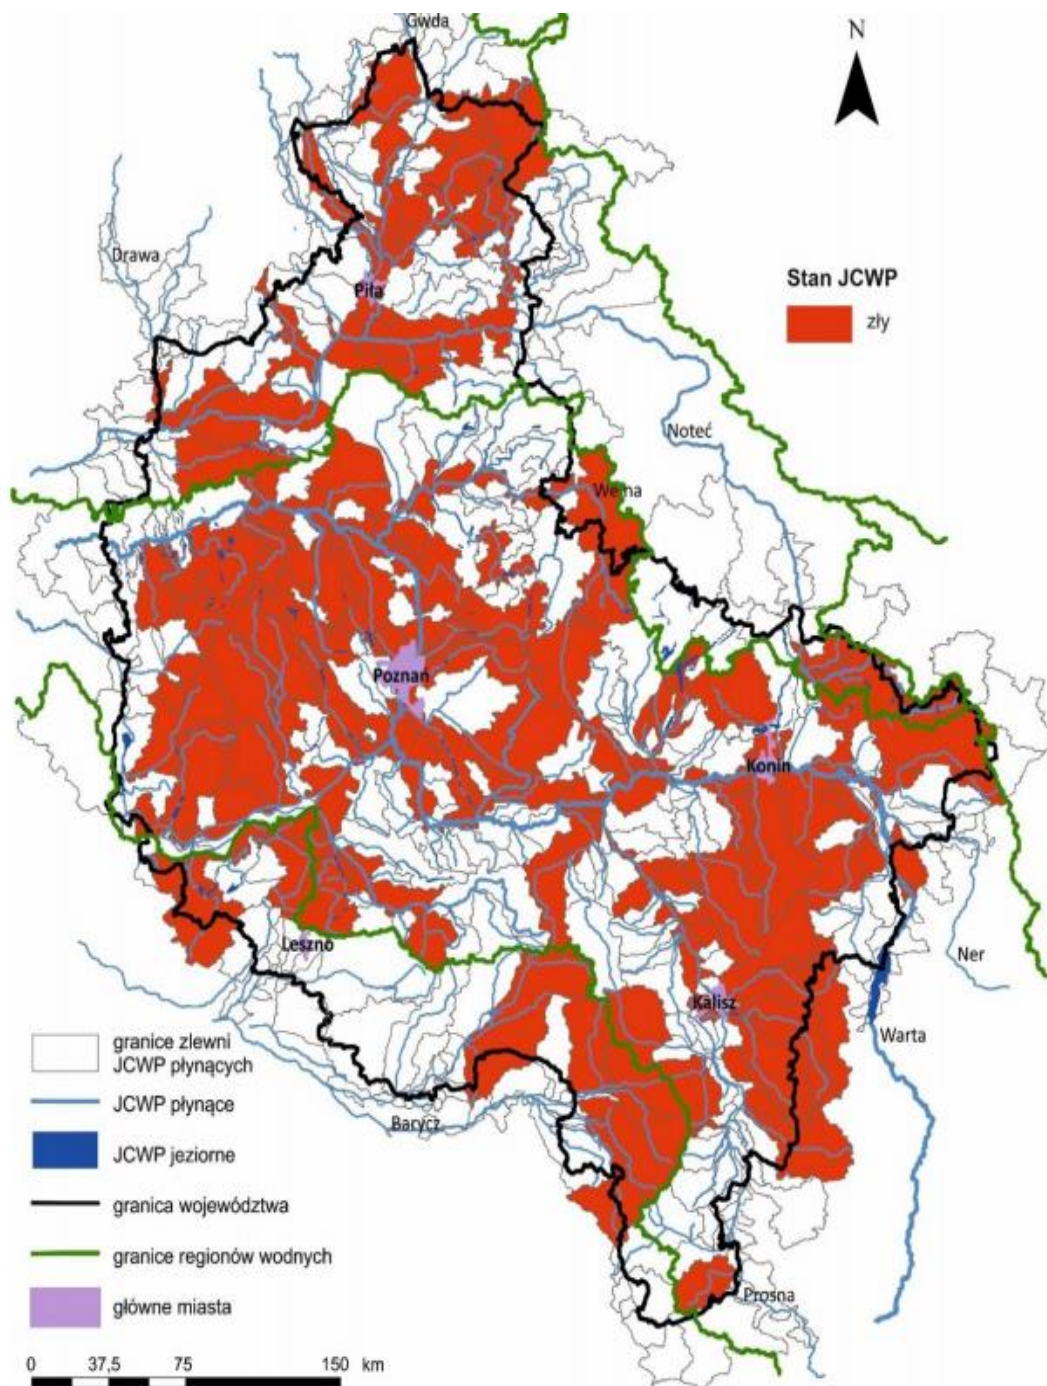 Gwda
N
Drawa
Stan JCWP
Piła
zły
Noteć
Wełna
Poznań
Konin
Leszno
Ner
Kalisz
Warta
granice zlewni
JCWP płynących
JCWP płynące
Barycz
JCWP jeziorne
granica województwa
granice regionów wodnych
Prosna
główne miasta
0 37,5 75 150 km